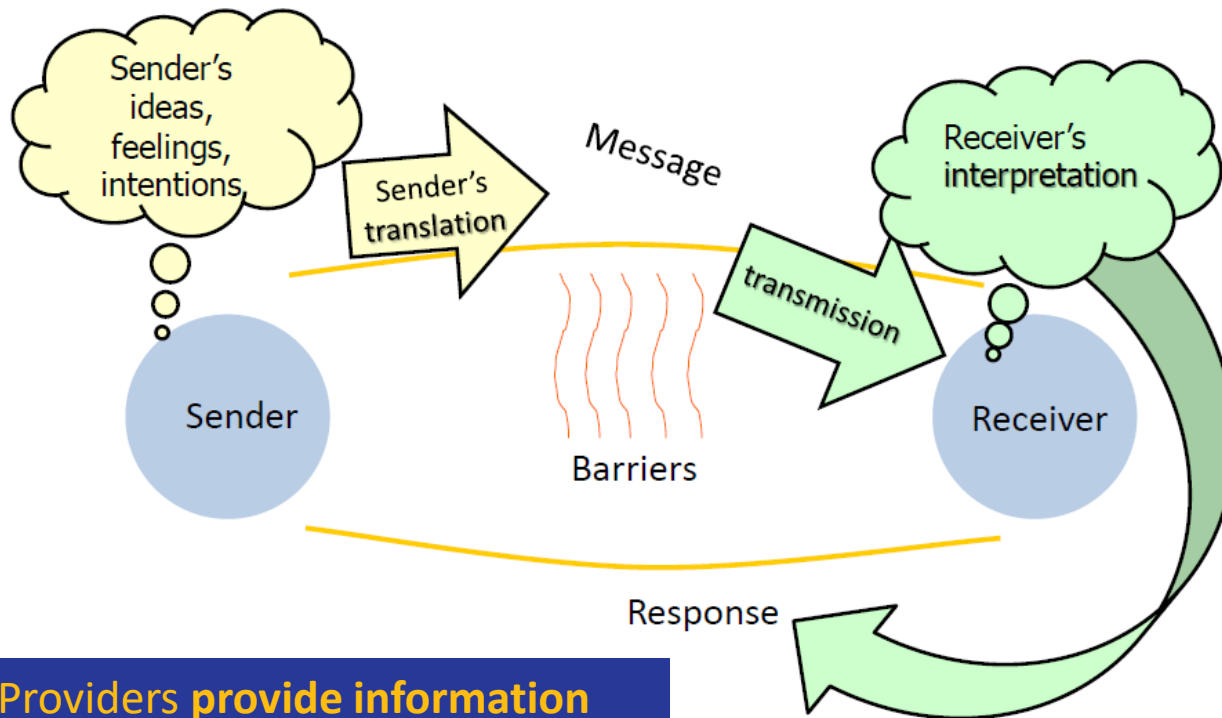 Sender's
ideas,
feelings,
intentions
Sender's
translation
Message
transmission
Receiver's
interpretation
Sender
Barriers
Receiver
Response
Providers provide information